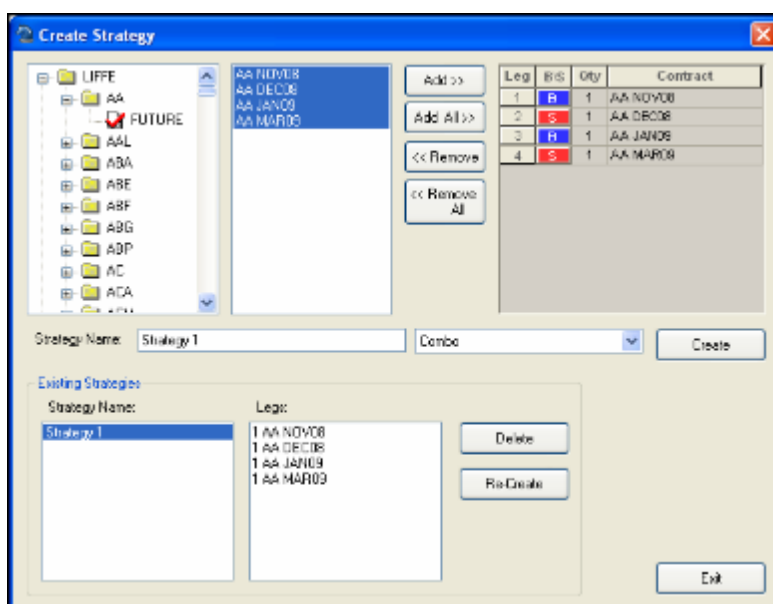 Create Strategy
LIFFE
AA
FUTURE
AAL
ABA
ABE
ABF
ABG
ABP
AC
ACA
AA NOV08
AA DEC08
AA JAN09
AA MAR09
Add >>
Add All >>
<< Remove
<< Remove All
Leg B/S Qty Contract
1 B 1 AA NOV08
2 S 1 AA DEC08
3 B 1 AA JAN09
4 S 1 AA MAR09
Strategy Name: Strategy 1 Combo Create
Existing Strategies
Strategy Name: Legs:
Strategy 1
1 AA NOV08
1 AA DEC08
1 AA JAN09
1 AA MAR09
Delete
Re-Create
Exit